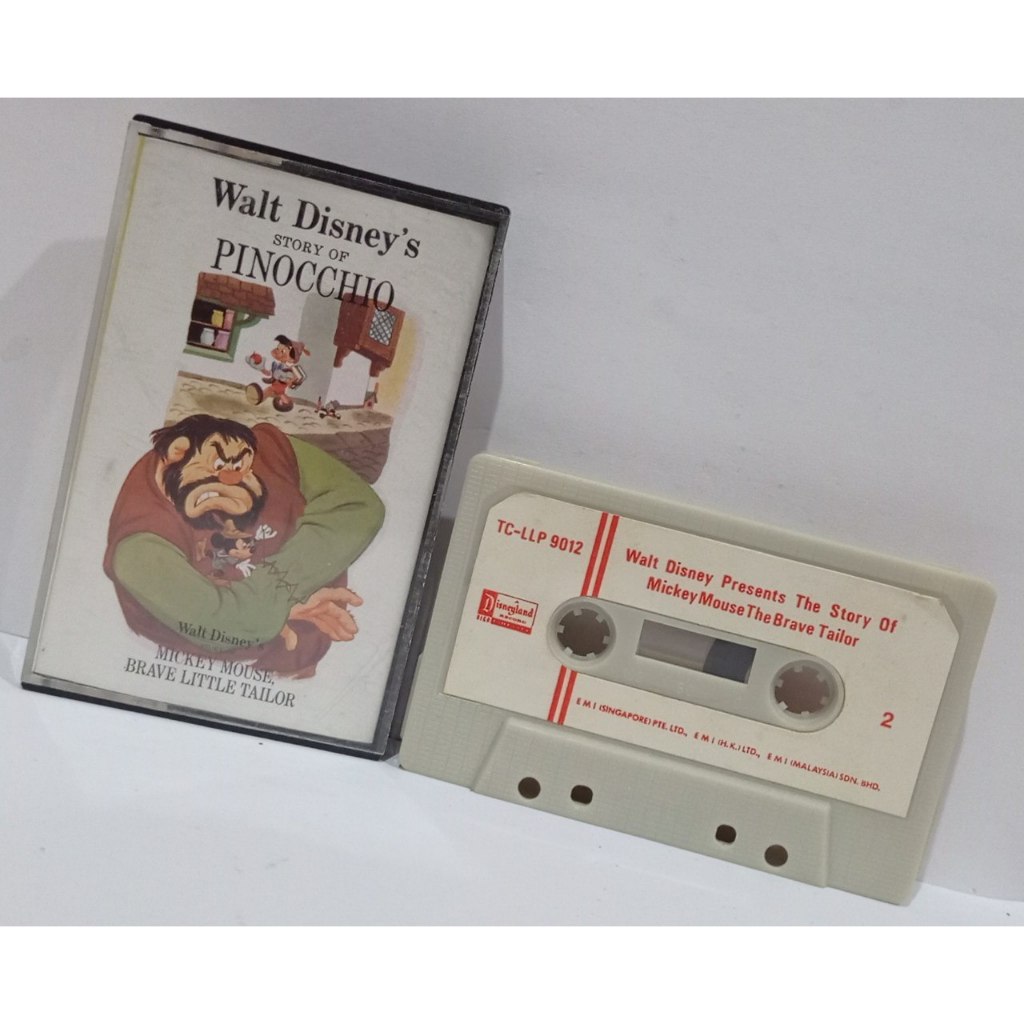 Walt Disney's
STORY OF
PINOCCHIO
Walt Disney's
MICKEY MOUSE,
BRAVE LITTLE TAILOR
TC-LLP 9012
Walt Disney Presents The Story Of
Mickey Mouse The Brave Tailor
Disneyland
RECORD
2
E M I (SINGAPORE) PTE. LTD., E M I (H.K.) LTD., E M I (MALAYSIA) SDN. BHD.